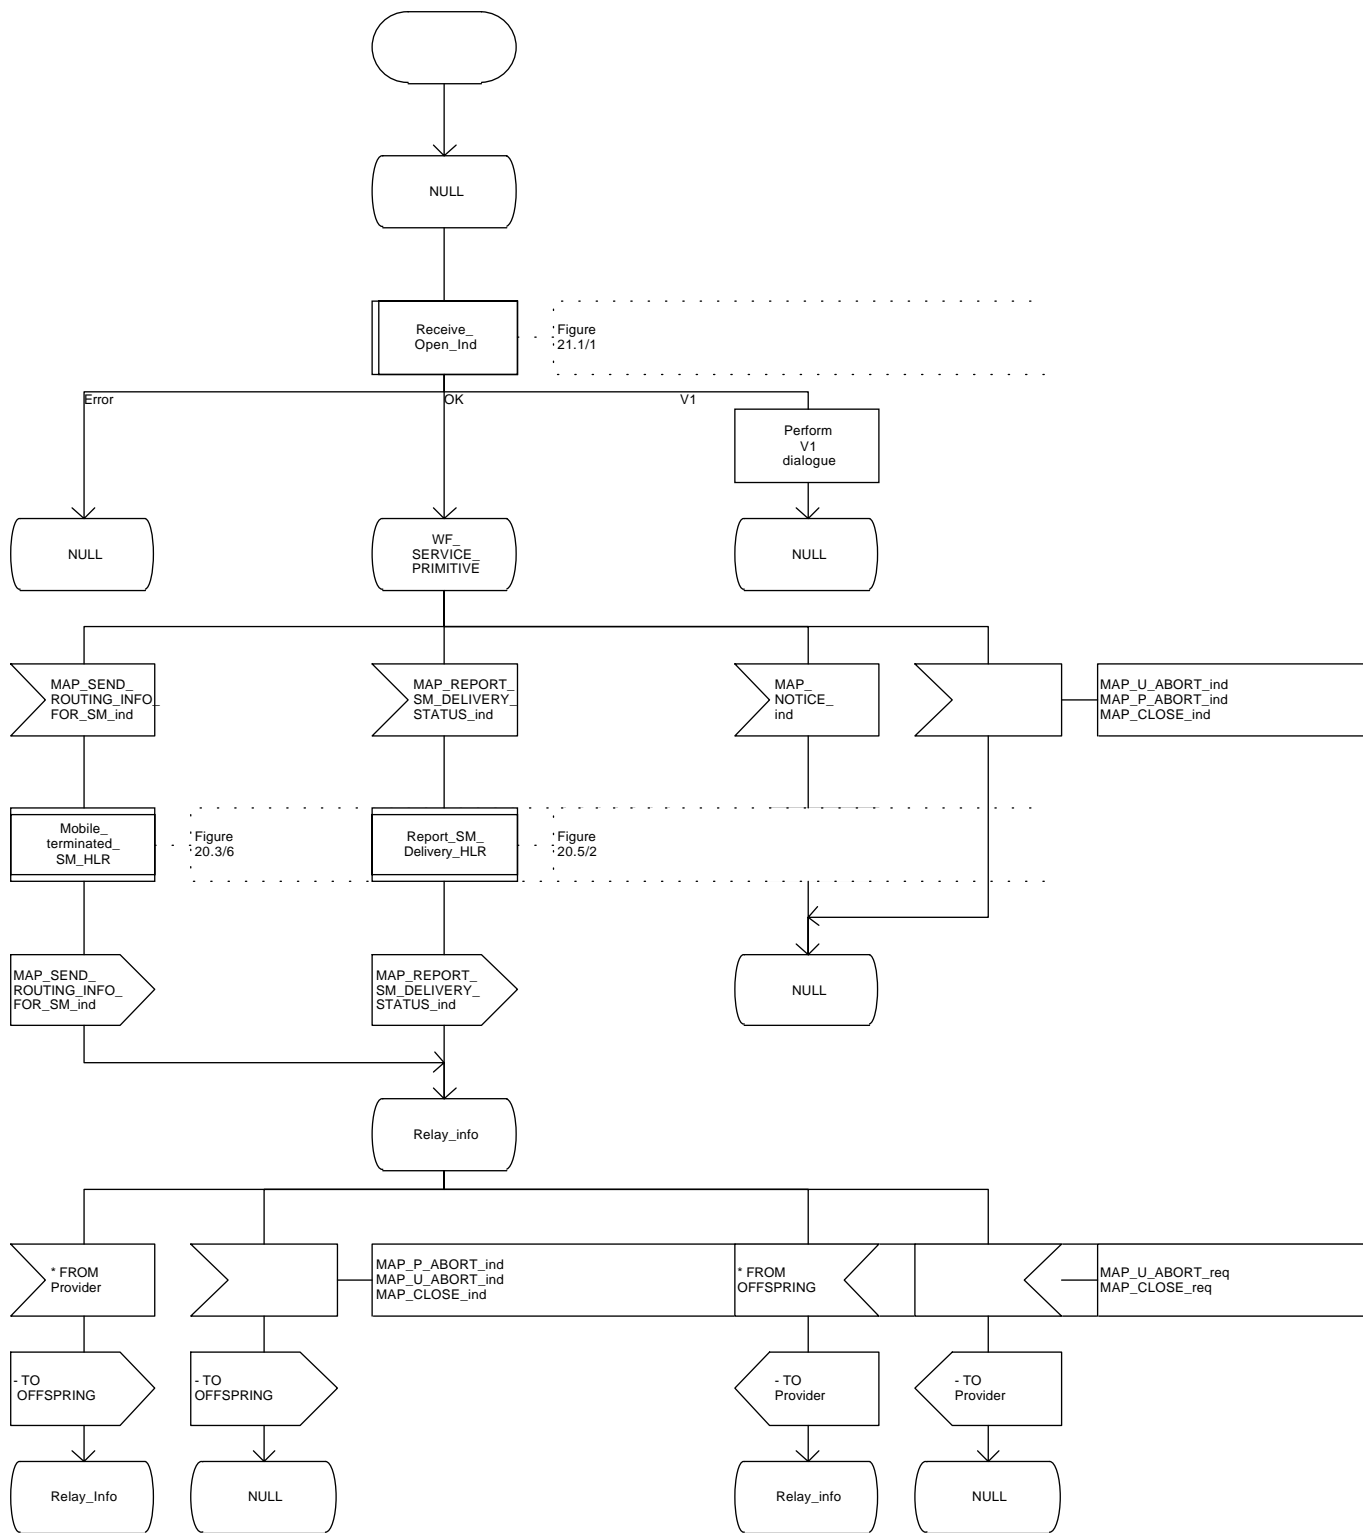 NULL
Receive_
Open_Ind
Figure
21.1/1
Error
OK
V1
Perform
V1
dialogue
NULL
WF_
SERVICE_
PRIMITIVE
NULL
MAP_SEND_
ROUTING_INFO_
FOR_SM_ind
MAP_REPORT_
SM_DELIVERY_
STATUS_ind
MAP_
NOTICE_
ind
MAP_U_ABORT_ind
MAP_P_ABORT_ind
MAP_CLOSE_ind
Mobile_
terminated_
SM_HLR
Figure
20.3/6
Report_SM_
Delivery_HLR
Figure
20.5/2
MAP_SEND_
ROUTING_INFO_
FOR_SM_ind
MAP_REPORT_
SM_DELIVERY_
STATUS_ind
NULL
Relay_info
* FROM
Provider
MAP_P_ABORT_ind
MAP_U_ABORT_ind
MAP_CLOSE_ind
* FROM
OFFSPRING
MAP_U_ABORT_req
MAP_CLOSE_req
- TO
OFFSPRING
- TO
OFFSPRING
- TO
Provider
- TO
Provider
Relay_Info
NULL
Relay_info
NULL